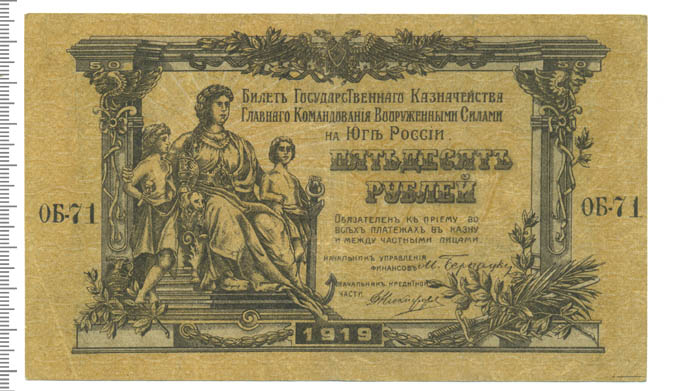 50 50
Билетъ Государственнаго Казначейства
Главнаго Командованія Вооруженными Силами
на Югѣ Россіи.
ПЯТЬДЕСЯТЪ
РУБЛЕЙ
ОБ-71 ОБ-71
Обязателенъ къ пріему во
всѣхъ платежахъ въ казну
и между частными лицами.
Начальникъ управленія
финансовъ
Начальникъ кредитной
части
1919